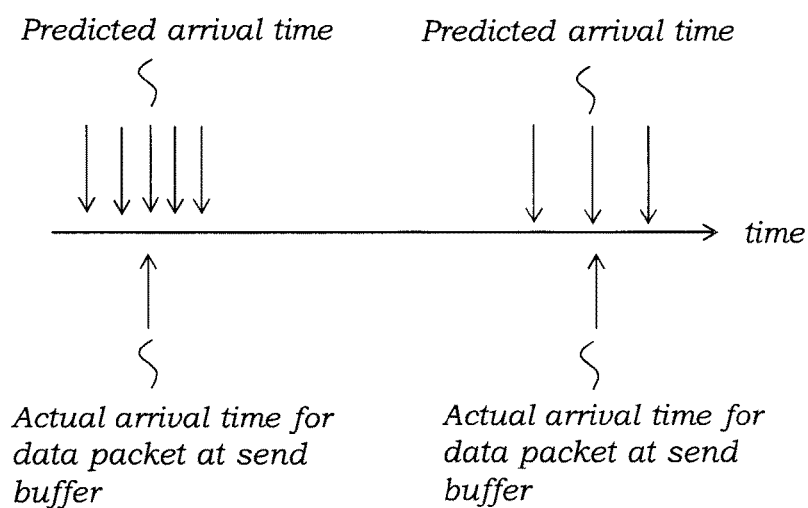 Predicted arrival time
Predicted arrival time
time
Actual arrival time for
data packet at send
buffer
Actual arrival time for
data packet at send
buffer